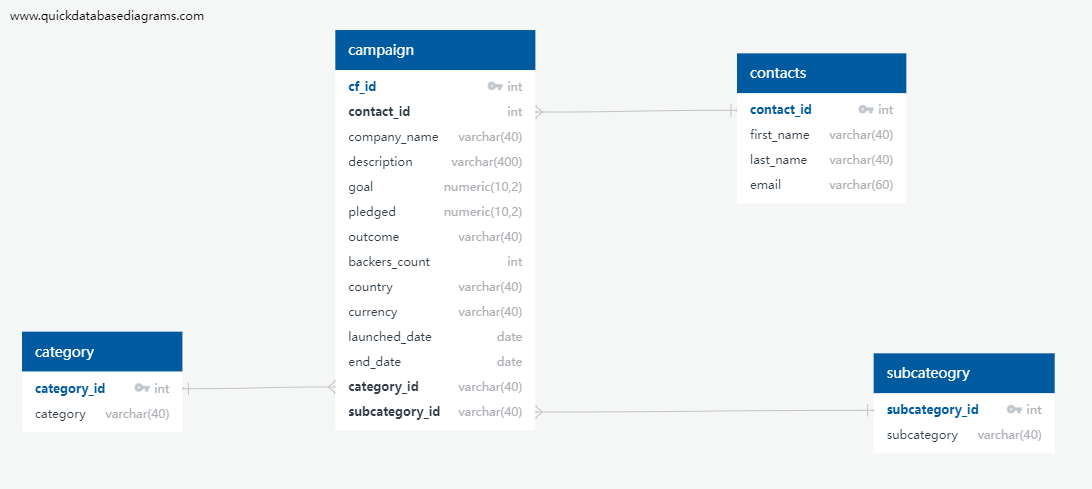 www.quickdatabasediagrams.com
campaign
cf_id int
contact_id int
company_name varchar(40)
description varchar(400)
goal numeric(10,2)
pledged numeric(10,2)
outcome varchar(40)
backers_count int
country varchar(40)
currency varchar(40)
launched_date date
end_date date
category_id varchar(40)
subcategory_id varchar(40)
contacts
contact_id int
first_name varchar(40)
last_name varchar(40)
email varchar(60)
category
category_id int
category varchar(40)
subcateogry
subcategory_id int
subcategory varchar(40)